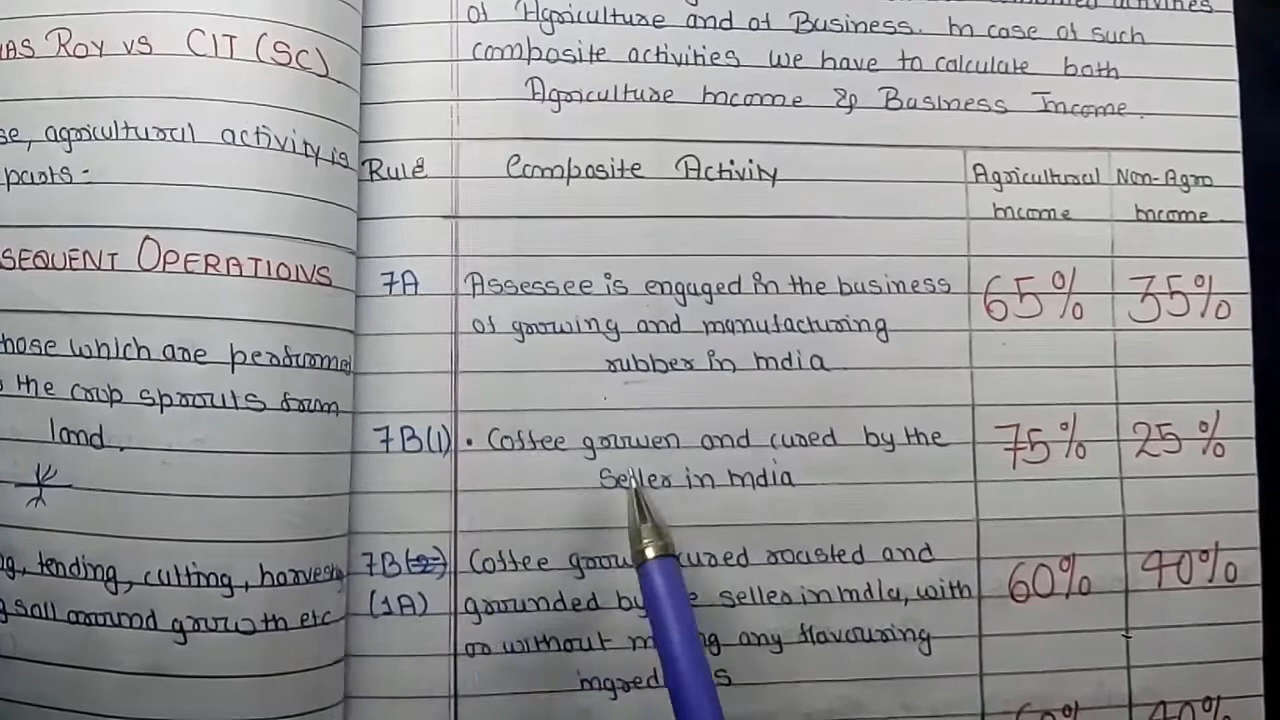 AS ROY VS CIT (SC)
se, agricultural activity is
parts -
SEQUENT OPERATIONS
hose which are performed
the crop sprouts form
land.
g, tending, cutting, harvesting
g soil around growth etc
of Agriculture and of Business. In case of such
composite activities we have to calculate both
Agriculture Income & Business Income.
Rule Composite Activity Agricultural Income Non-Agro Income
7A Assessee is engaged in the business 65% 35%
of growing and manufacturing
rubber in India
7B(1) • Coffee growen and cured by the 75% 25%
Seller in India
7B Coffee cured roasted and 60% 40%
(1A) grounded by seller in India, with
or without any flavouring